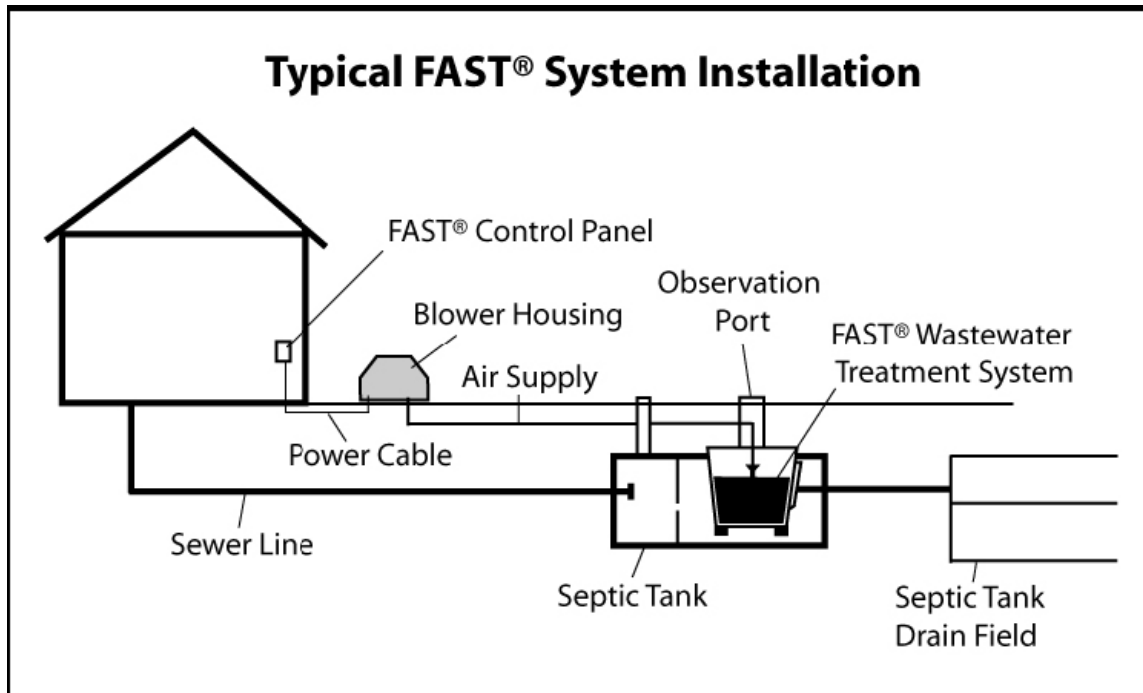 Typical FAST® System Installation
FAST® Control Panel
Blower Housing
Air Supply
Observation
Port
FAST® Wastewater
Treatment System
Power Cable
Sewer Line
Septic Tank
Septic Tank
Drain Field